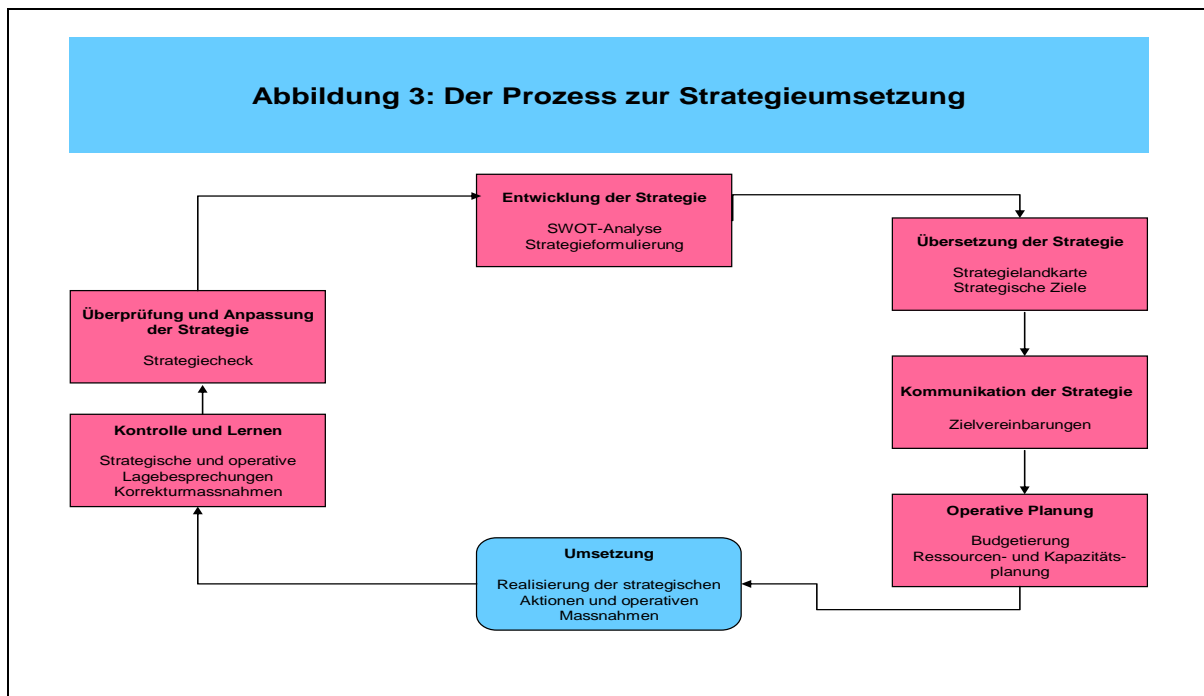 Abbildung 3: Der Prozess zur Strategieumsetzung
Entwicklung der Strategie
SWOT-Analyse
Strategieformulierung
Übersetzung der Strategie
Strategielandkarte
Strategische Ziele
Kommunikation der Strategie
Zielvereinbarungen
Operative Planung
Budgetierung
Ressourcen- und Kapazitäts-
planung
Umsetzung
Realisierung der strategischen
Aktionen und operativen
Massnahmen
Kontrolle und Lernen
Strategische und operative
Lagebesprechungen
Korrekturmassnahmen
Überprüfung und Anpassung
der Strategie
Strategiecheck